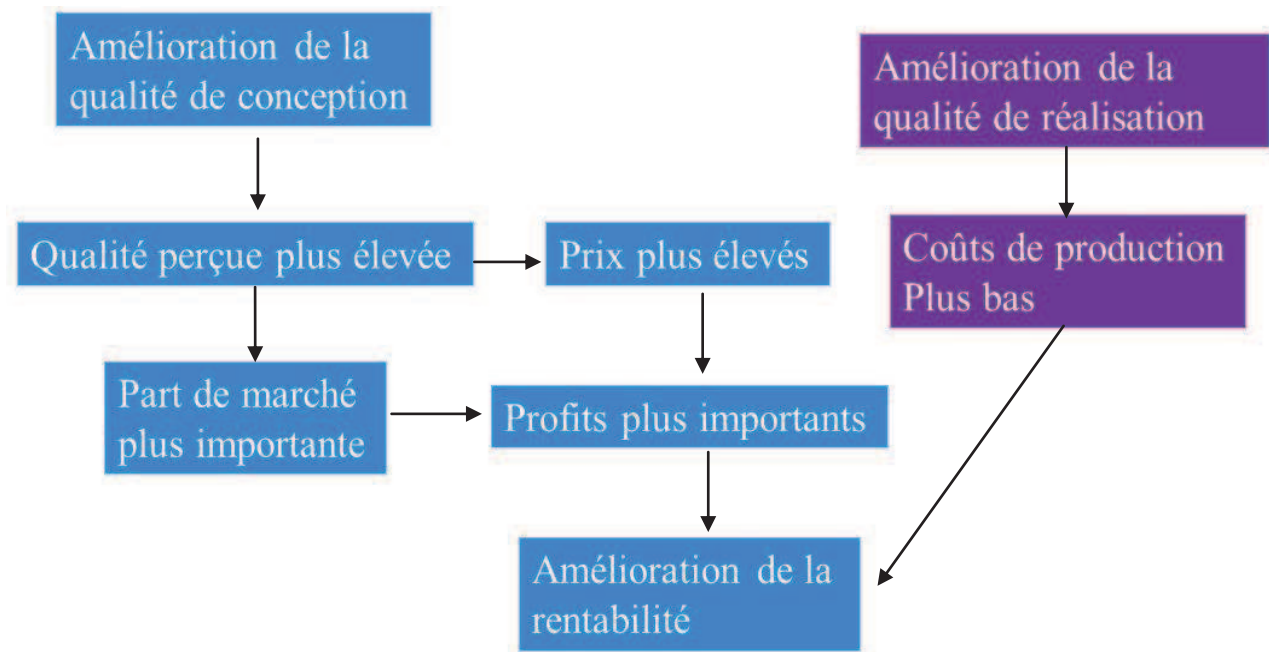 Amélioration de la
qualité de conception
Amélioration de la
qualité de réalisation
Qualité perçue plus élevée
Prix plus élevés
Coûts de production
Plus bas
Part de marché
plus importante
Profits plus importants
Amélioration de la
rentabilité